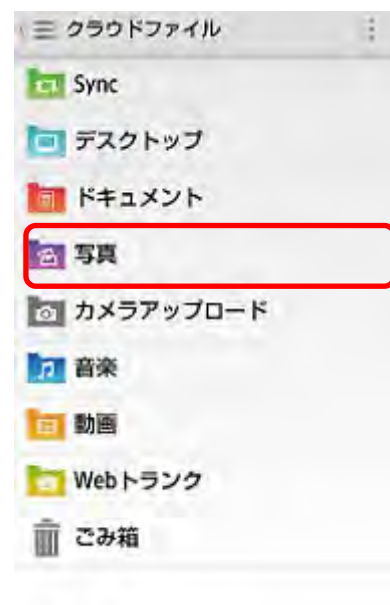 クラウドファイル
Sync
デスクトップ
ドキュメント
写真
カメラアップロード
音楽
動画
Webトランク
ごみ箱